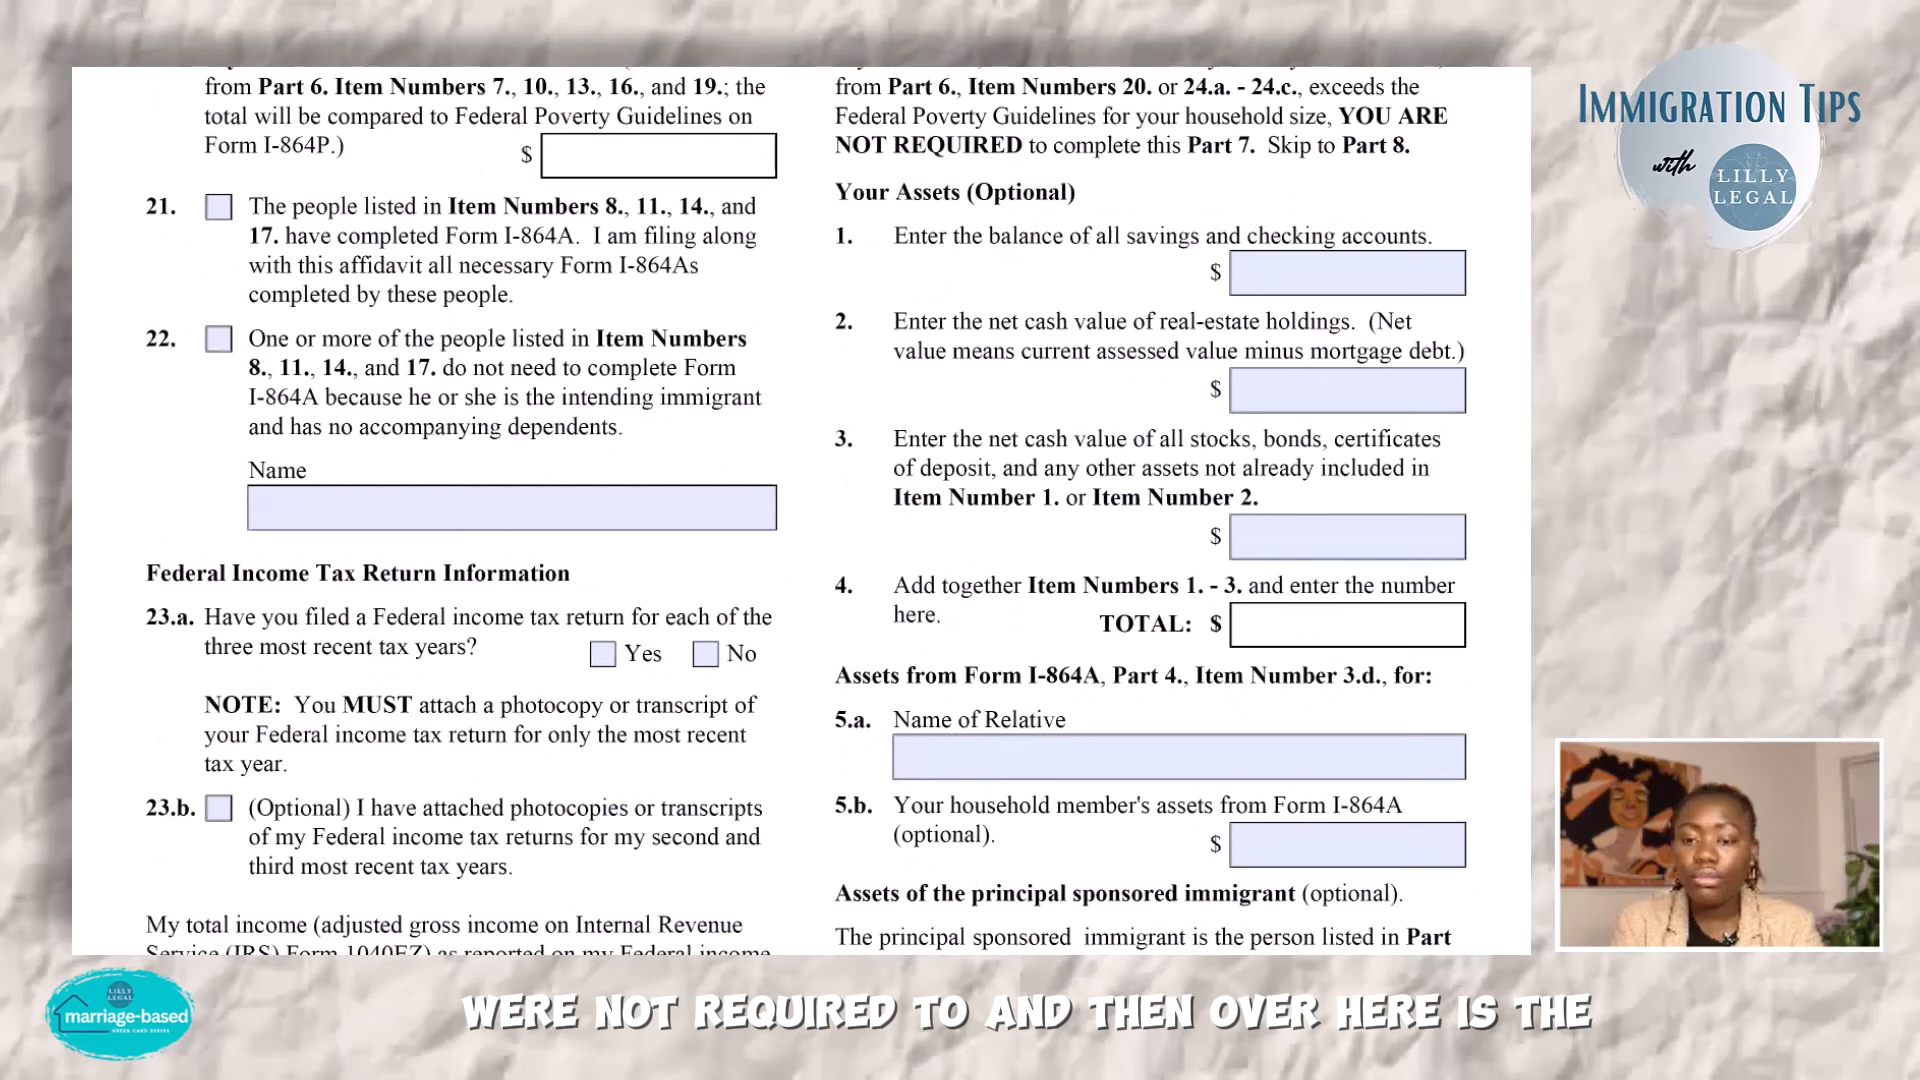 from Part 6. Item Numbers 7., 10., 13., 16., and 19.; the
total will be compared to Federal Poverty Guidelines on
Form I-864P.)
$
21. The people listed in Item Numbers 8., 11., 14., and
17. have completed Form I-864A. I am filing along
with this affidavit all necessary Form I-864As
completed by these people.
22. One or more of the people listed in Item Numbers
8., 11., 14., and 17. do not need to complete Form
I-864A because he or she is the intending immigrant
and has no accompanying dependents.
Name
Federal Income Tax Return Information
23.a. Have you filed a Federal income tax return for each of the
three most recent tax years? Yes No
NOTE: You MUST attach a photocopy or transcript of
your Federal income tax return for only the most recent
tax year.
23.b. (Optional) I have attached photocopies or transcripts
of my Federal income tax returns for my second and
third most recent tax years.
My total income (adjusted gross income on Internal Revenue
Service (IRS) Form 1040EZ) as reported on my Federal income
from Part 6., Item Numbers 20. or 24.a. - 24.c., exceeds the
Federal Poverty Guidelines for your household size, YOU ARE
NOT REQUIRED to complete this Part 7. Skip to Part 8.
Your Assets (Optional)
1. Enter the balance of all savings and checking accounts.
$
2. Enter the net cash value of real-estate holdings. (Net
value means current assessed value minus mortgage debt.)
$
3. Enter the net cash value of all stocks, bonds, certificates
of deposit, and any other assets not already included in
Item Number 1. or Item Number 2.
$
4. Add together Item Numbers 1. - 3. and enter the number
here. TOTAL: $
Assets from Form I-864A, Part 4., Item Number 3.d., for:
5.a. Name of Relative
5.b. Your household member's assets from Form I-864A
(optional). $
Assets of the principal sponsored immigrant (optional).
The principal sponsored immigrant is the person listed in Part
IMMIGRATION TIPS
with
LILLY
LEGAL
LILLY
LEGAL
marriage-based
GREEN CARD SERIES
WERE NOT REQUIRED TO AND THEN OVER HERE IS THE